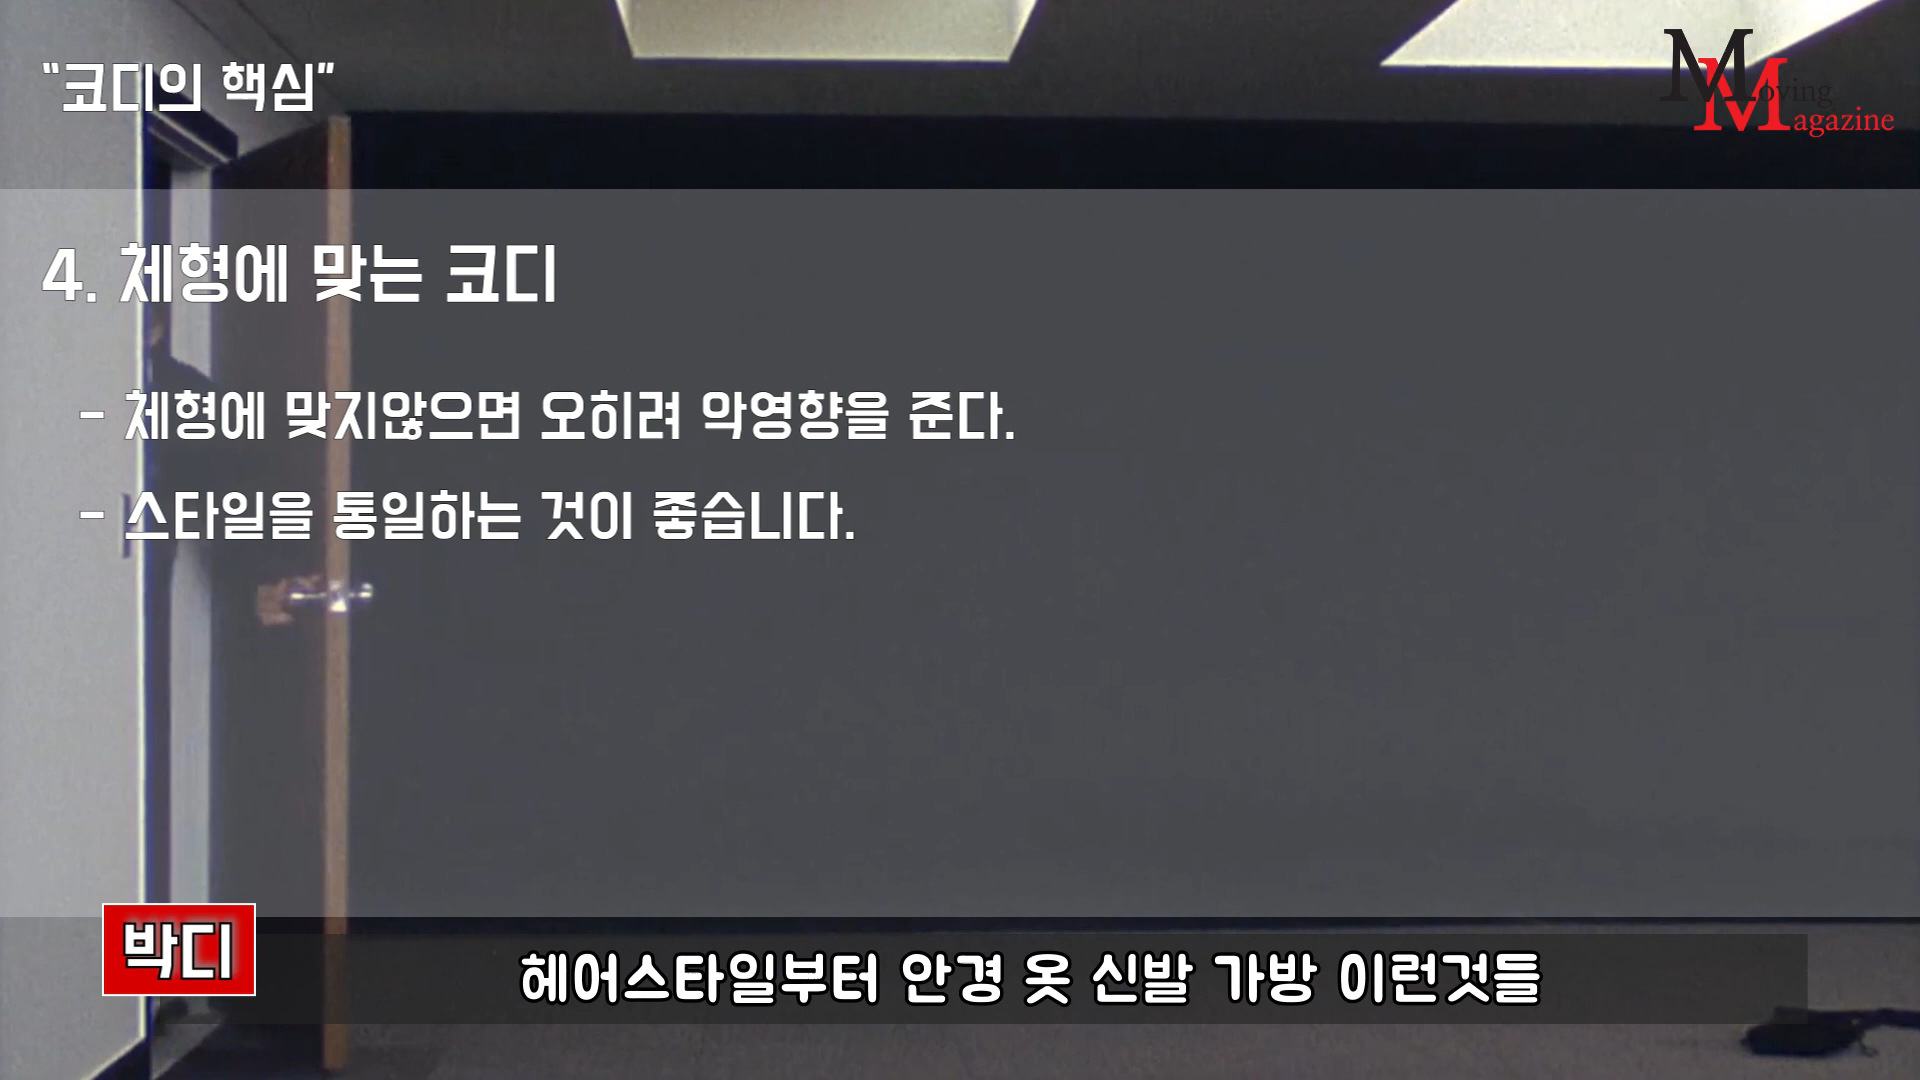 “코디의 핵심”
Moving
Magazine
4. 체형에 맞는 코디
- 체형에 맞지않으면 오히려 악영향을 준다.
- 스타일을 통일하는 것이 좋습니다.
박디
헤어스타일부터 안경 옷 신발 가방 이런것들